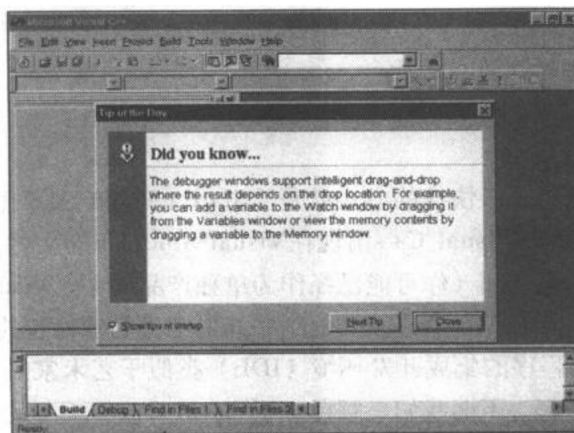 Microsoft Visual C++
File Edit View Insert Project Build Tools Window Help
Tip of the Day
Did you know...
The debugger windows support intelligent drag-and-drop
where the result depends on the drop location. For example,
you can add a variable to the Watch window by dragging it
from the Variables window or view the memory contents by
dragging a variable to the Memory window.
Show tips at startup
Next Tip
Close
Build
Debug
Find in Files 1
Find in Files 2
Ready